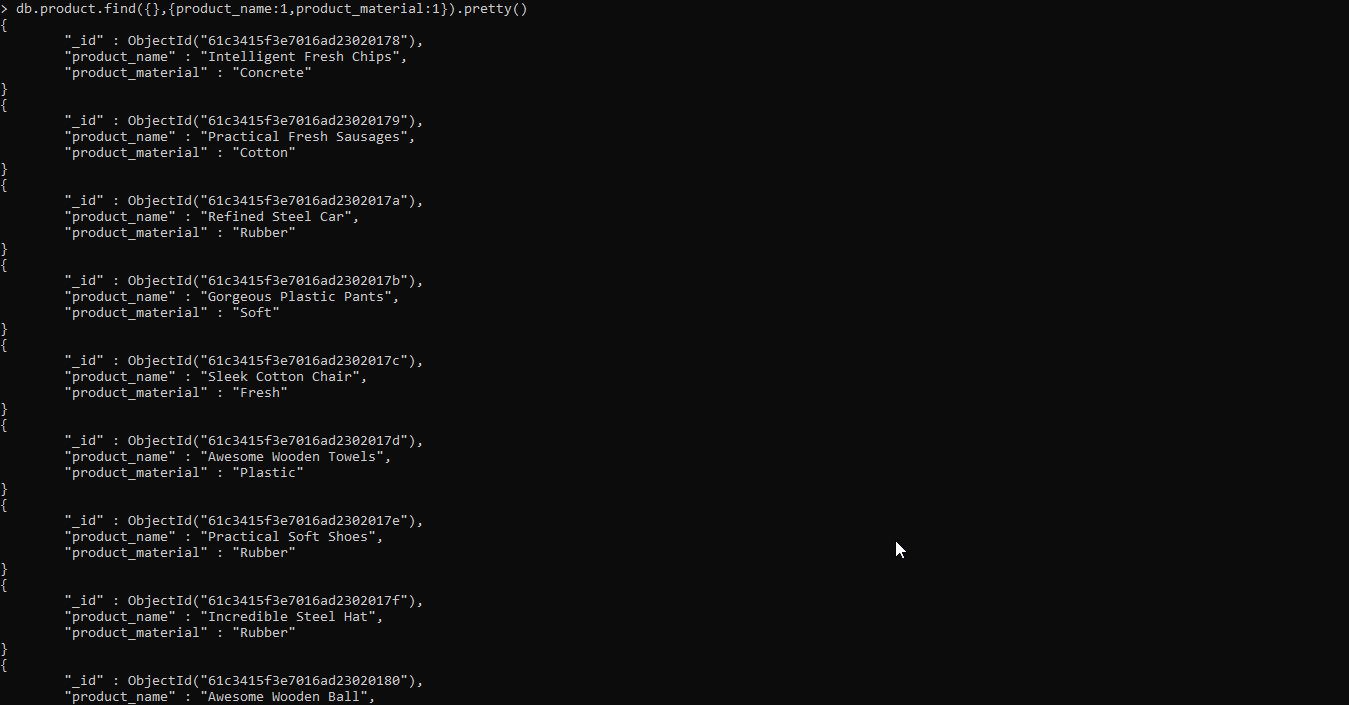 > db.product.find({},{product_name:1,product_material:1}).pretty()
{
        "_id" : ObjectId("61c3415f3e7016ad23020178"),
        "product_name" : "Intelligent Fresh Chips",
        "product_material" : "Concrete"
}
{
        "_id" : ObjectId("61c3415f3e7016ad23020179"),
        "product_name" : "Practical Fresh Sausages",
        "product_material" : "Cotton"
}
{
        "_id" : ObjectId("61c3415f3e7016ad2302017a"),
        "product_name" : "Refined Steel Car",
        "product_material" : "Rubber"
}
{
        "_id" : ObjectId("61c3415f3e7016ad2302017b"),
        "product_name" : "Gorgeous Plastic Pants",
        "product_material" : "Soft"
}
{
        "_id" : ObjectId("61c3415f3e7016ad2302017c"),
        "product_name" : "Sleek Cotton Chair",
        "product_material" : "Fresh"
}
{
        "_id" : ObjectId("61c3415f3e7016ad2302017d"),
        "product_name" : "Awesome Wooden Towels",
        "product_material" : "Plastic"
}
{
        "_id" : ObjectId("61c3415f3e7016ad2302017e"),
        "product_name" : "Practical Soft Shoes",
        "product_material" : "Rubber"
}
{
        "_id" : ObjectId("61c3415f3e7016ad2302017f"),
        "product_name" : "Incredible Steel Hat",
        "product_material" : "Rubber"
}
{
        "_id" : ObjectId("61c3415f3e7016ad23020180"),
        "product_name" : "Awesome Wooden Ball",